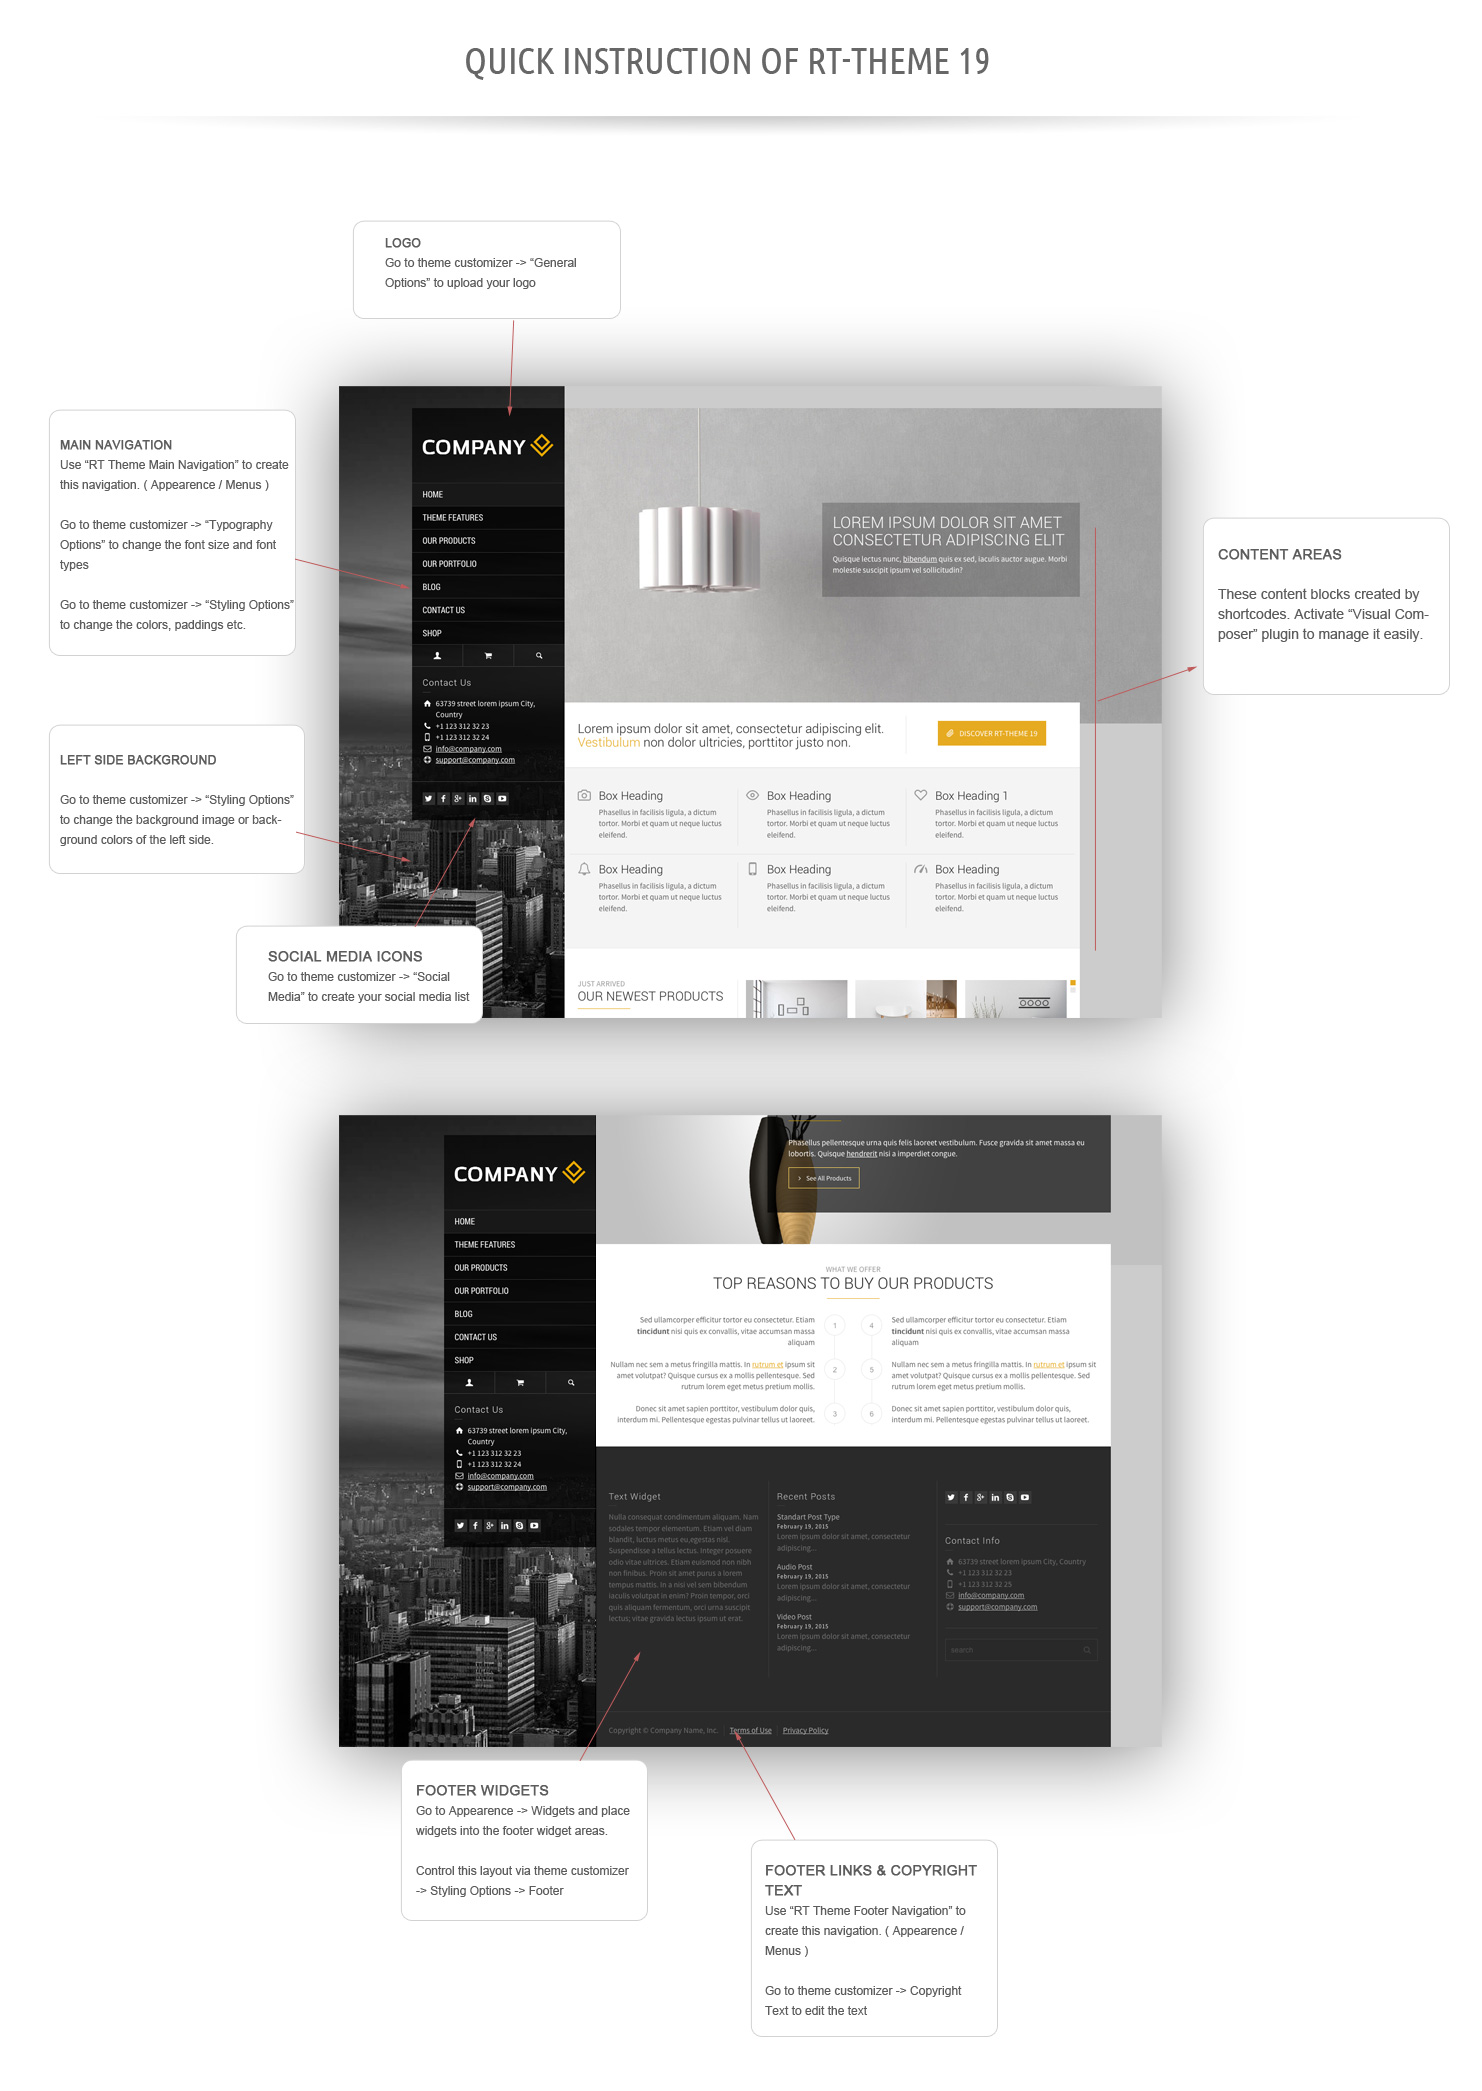 QUICK INSTRUCTION OF RT-THEME 19
LOGO
Go to theme customizer -> “General
Options” to upload your logo
MAIN NAVIGATION
Use “RT Theme Main Navigation” to create
this navigation. ( Appearence / Menus )
Go to theme customizer -> “Typography
Options” to change the font size and font
types
Go to theme customizer -> “Styling Options”
to change the colors, paddings etc.
LEFT SIDE BACKGROUND
Go to theme customizer -> “Styling Options”
to change the background image or back-
ground colors of the left side.
SOCIAL MEDIA ICONS
Go to theme customizer -> “Social
Media” to create your social media list
COMPANY
HOME
THEME FEATURES
OUR PRODUCTS
OUR PORTFOLIO
BLOG
CONTACT US
SHOP
Contact Us
63739 street lorem ipsum City,
Country
+1 123 312 32 23
+1 123 312 32 24
info@company.com
support@company.com
LOREM IPSUM DOLOR SIT AMET
CONSECTETUR ADIPISCING ELIT
Quisque lectus nunc, bibendum quis ex sed, iaculis auctor augue. Morbi
molestie suscipit ipsum vel sollicitudin?
Lorem ipsum dolor sit amet, consectetur adipiscing elit.
Vestibulum non dolor ultricies, porttitor justo non.
DISCOVER RT-THEME 19
Box Heading
Phasellus in facilisis ligula, a dictum
tortor. Morbi et quam ut neque luctus
eleifend.
Box Heading
Phasellus in facilisis ligula, a dictum
tortor. Morbi et quam ut neque luctus
eleifend.
Box Heading 1
Phasellus in facilisis ligula, a dictum
tortor. Morbi et quam ut neque luctus
eleifend.
Box Heading
Phasellus in facilisis ligula, a dictum
tortor. Morbi et quam ut neque luctus
eleifend.
Box Heading
Phasellus in facilisis ligula, a dictum
tortor. Morbi et quam ut neque luctus
eleifend.
Box Heading
Phasellus in facilisis ligula, a dictum
tortor. Morbi et quam ut neque luctus
eleifend.
JUST ARRIVED
OUR NEWEST PRODUCTS
CONTENT AREAS
These content blocks created by
shortcodes. Activate “Visual Com-
poser” plugin to manage it easily.
COMPANY
HOME
THEME FEATURES
OUR PRODUCTS
OUR PORTFOLIO
BLOG
CONTACT US
SHOP
Contact Us
63739 street lorem ipsum City,
Country
+1 123 312 32 23
+1 123 312 32 24
info@company.com
support@company.com
Phasellus pellentesque urna quis felis laoreet vestibulum. Fusce gravida sit amet massa eu
lobortis. Quisque hendrerit nisi a imperdiet congue.
See All Products
WHAT WE OFFER
TOP REASONS TO BUY OUR PRODUCTS
Sed ullamcorper efficitur tortor eu consectetur. Etiam
tincidunt nisi quis ex convallis, vitae accumsan massa
aliquam
1
Nullam nec sem a metus fringilla mattis. In rutrum et ipsum sit
amet volutpat? Quisque cursus ex a mollis pellentesque. Sed
rutrum lorem eget metus pretium mollis.
2
Donec sit amet sapien porttitor, vestibulum dolor quis,
interdum mi. Pellentesque egestas pulvinar tellus ut laoreet.
3
4
Sed ullamcorper efficitur tortor eu consectetur. Etiam
tincidunt nisi quis ex convallis, vitae accumsan massa
aliquam
5
Nullam nec sem a metus fringilla mattis. In rutrum et ipsum sit
amet volutpat? Quisque cursus ex a mollis pellentesque. Sed
rutrum lorem eget metus pretium mollis.
6
Donec sit amet sapien porttitor, vestibulum dolor quis,
interdum mi. Pellentesque egestas pulvinar tellus ut laoreet.
Text Widget
Nulla consequat condimentum aliquam. Nam
sodales tempor elementum. Etiam vel diam
blandit, luctus metus eu,egestas nisl.
Suspendisse a tellus lectus. Integer posuere
odio vitae ultrices. Etiam euismod non nibh
non finibus. Proin sit amet purus a lorem
tempus mattis. In a nisi vel sem bibendum
iaculis volutpat in enim? Proin tempor, orci
quis aliquam fermentum, orci urna suscipit
lectus; vitae gravida lectus ipsum ut erat.
Recent Posts
Standart Post Type
February 19, 2015
Lorem ipsum dolor sit amet, consectetur
adipiscing...
Audio Post
February 19, 2015
Lorem ipsum dolor sit amet, consectetur
adipiscing...
Video Post
February 19, 2015
Lorem ipsum dolor sit amet, consectetur
adipiscing...
Contact Info
63739 street lorem ipsum City, Country
+1 123 312 32 23
+1 123 312 32 25
info@company.com
support@company.com
search
Copyright © Company Name, Inc.
Terms of Use
Privacy Policy
FOOTER WIDGETS
Go to Appearence -> Widgets and place
widgets into the footer widget areas.
Control this layout via theme customizer
-> Styling Options -> Footer
FOOTER LINKS & COPYRIGHT
TEXT
Use “RT Theme Footer Navigation” to
create this navigation. ( Appearence /
Menus )
Go to theme customizer -> Copyright
Text to edit the text